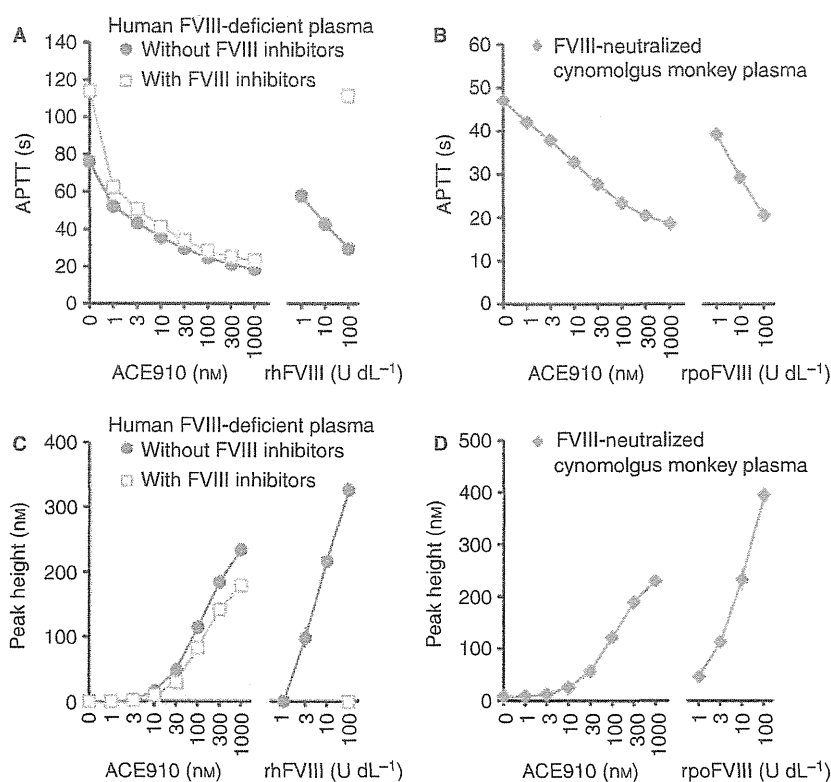 A
Human FVIII-deficient plasma
Without FVIII inhibitors
With FVIII inhibitors
APTT (s)
140
120
100
80
60
40
20
0
0 1 3 10 30 100 300 1000
1 10 100
ACE910 (nM)
rhFVIII (U dL⁻¹)
B
FVIII-neutralized
cynomolgus monkey plasma
APTT (s)
60
50
40
30
20
10
0
0 1 3 10 30 100 300 1000
1 10 100
ACE910 (nM)
rpoFVIII (U dL⁻¹)
C
Human FVIII-deficient plasma
Without FVIII inhibitors
With FVIII inhibitors
Peak height (nM)
400
300
200
100
0
0 1 3 10 30 100 300 1000
1 3 10 100
ACE910 (nM)
rhFVIII (U dL⁻¹)
D
FVIII-neutralized
cynomolgus monkey plasma
Peak height (nM)
500
400
300
200
100
0
0 1 3 10 30 100 300 1000
1 3 10 100
ACE910 (nM)
rpoFVIII (U dL⁻¹)